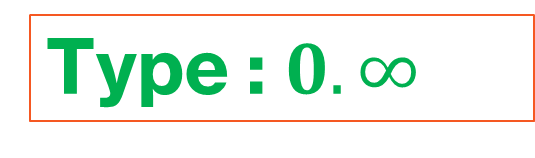 Type : 0. ∞